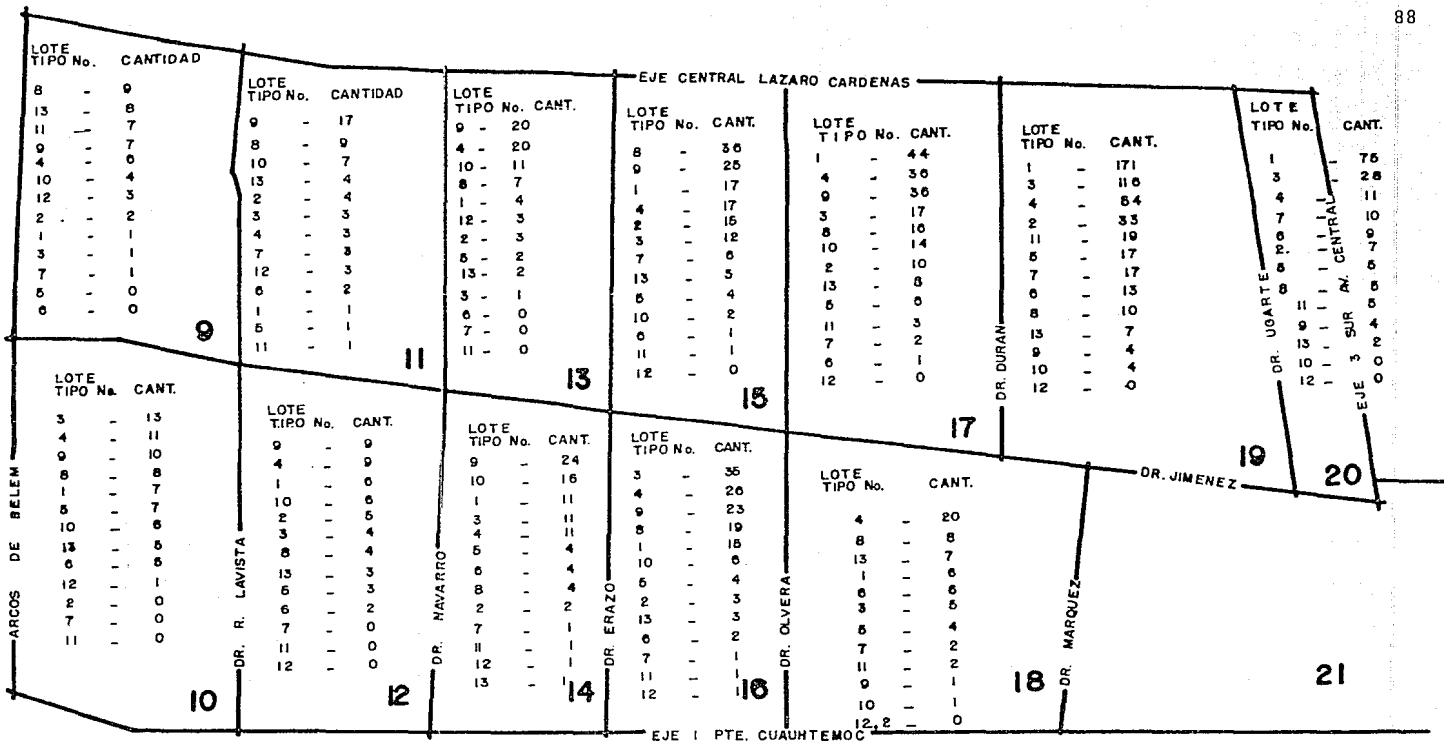 88
EJE CENTRAL LAZARO CARDENAS
LOTE
TIPO No. CANTIDAD
8 - 9
13 - 8
11 - 7
9 - 7
4 - 6
10 - 4
12 - 3
2 - 2
1 - 1
3 - 1
7 - 1
5 - 0
6 - 0
9
LOTE
TIPO No. CANTIDAD
9 - 17
8 - 9
10 - 7
13 - 4
2 - 4
3 - 3
4 - 3
7 - 3
12 - 3
6 - 2
1 - 1
5 - 1
11 - 1
11
LOTE
TIPO No. CANT.
9 - 20
4 - 20
10 - 11
8 - 7
1 - 4
12 - 3
2 - 3
5 - 2
13 - 2
3 - 1
6 - 0
7 - 0
11 - 0
13
LOTE
TIPO No. CANT.
8 - 36
9 - 25
1 - 17
4 - 17
2 - 15
3 - 12
7 - 6
13 - 5
5 - 4
10 - 2
6 - 1
11 - 1
12 - 0
15
LOTE
TIPO No. CANT.
1 - 44
4 - 36
9 - 36
3 - 17
8 - 16
10 - 14
2 - 10
13 - 8
5 - 6
11 - 3
7 - 2
6 - 1
12 - 0
17
DR. DURAN
LOTE
TIPO No. CANT.
1 - 171
3 - 116
4 - 54
2 - 33
11 - 19
5 - 17
7 - 17
6 - 13
8 - 10
13 - 7
9 - 4
10 - 4
12 - 0
19
DR. UGARTE
LOTE
TIPO No. CANT.
1 - 75
3 - 28
4 - 11
7 - 10
6 - 9
2. - 7
5 - 5
8 -
11 - 5
9 - 4
13 - 2
10 - 0
12 - 0
20
EJE 3 SUR AV. CENTRAL
DR. JIMENEZ
ARCOS DE BELEM
LOTE
TIPO No. CANT.
3 - 13
4 - 11
9 - 10
8 - 8
1 - 7
5 - 7
10 - 6
13 - 5
6 - 5
12 - 1
2 - 0
7 - 0
11 - 0
10
DR. R. LAVISTA
LOTE
TIPO No. CANT.
9 - 9
4 - 9
1 - 6
10 - 6
2 - 5
3 - 4
8 - 4
13 - 3
5 - 3
6 - 2
7 - 0
11 - 0
12 - 0
12
DR. NAVARRO
LOTE
TIPO No. CANT.
9 - 24
10 - 16
1 - 11
3 - 11
4 - 11
5 - 4
6 - 4
8 - 4
2 - 2
7 - 1
11 - 1
12 - 1
13 - 1
14
DR. ERAZO
LOTE
TIPO No. CANT.
3 - 35
4 - 26
9 - 23
8 - 19
1 - 15
10 - 6
5 - 4
2 - 3
13 - 3
6 - 2
7 - 1
11 - 1
12 - 1
16
DR. OLVERA
LOTE
TIPO No. CANT.
4 - 20
8 - 8
13 - 7
1 - 6
6 - 6
3 - 5
5 - 4
7 - 2
11 - 2
9 - 1
10 - 1
12,2 - 0
18
DR. MARQUEZ
21
EJE 1 PTE. CUAUHTEMOC